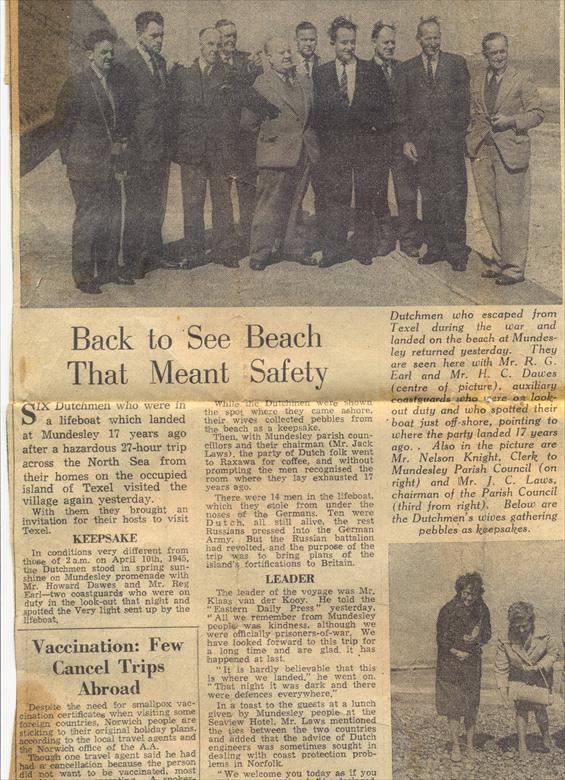 Back to See Beach
That Meant Safety
SIX Dutchmen who were in
a lifeboat which landed
at Mundesley 17 years ago
after a hazardous 27-hour trip
across the North Sea from
their homes on the occupied
island of Texel visited the
village again yesterday.
With them they brought an
invitation for their hosts to visit
Texel.
KEEPSAKE
In conditions very different from
those of 2 a.m. on April 10th, 1945,
the Dutchmen stood in spring sun-
shine on Mundesley promenade with
Mr. Howard Dawes and Mr. Reg
Earl—two coastguards who were on
duty in the look-out that night and
spotted the Very light sent up by the
lifeboat.
While the Dutchmen were shown
the spot where they came ashore,
their wives collected pebbles from
the beach as a keepsake.
Then, with Mundesley parish coun-
cillors and their chairman (Mr. Jack
Laws), the party of Dutch folk went
to Raxawa for coffee, and without
prompting the men recognised the
room where they lay exhausted 17
years ago.
There were 14 men in the lifeboat,
which they stole from under the
noses of the Germans. Ten were
Dutch, all still alive, the rest
Russians pressed into the German
Army. But the Russian battalion
had revolted, and the purpose of the
trip was to bring plans of the
island's fortifications to Britain.
LEADER
The leader of the voyage was Mr.
Klaas van der Kooy. He told the
"Eastern Daily Press" yesterday,
"All we remember from Mundesley
people was kindness, although we
were officially prisoners-of-war. We
have looked forward to this trip for
a long time and are glad it has
happened at last.
"It is hardly believable that this
is where we landed," he went on.
"That night it was dark and there
were defences everywhere."
In a toast to the guests at a lunch
given by Mundesley people at the
Seaview Hotel, Mr. Laws mentioned
the ties between the two countries
and added that the advice of Dutch
engineers was sometimes sought in
dealing with coast protection prob-
lems in Norfolk.
"We welcome you today as if you
Dutchmen who escaped from
Texel during the war and
landed on the beach at Mundes-
ley returned yesterday. They
are seen here with Mr. R. G.
Earl and Mr. H. C. Dawes
(centre of picture), auxiliary
coastguards who were on look-
out duty and who spotted their
boat just off-shore, pointing to
where the party landed 17 years
ago. . Also in the picture are
Mr. Nelson Knight, Clerk to
Mundesley Parish Council (on
right) and Mr. J. C. Laws,
chairman of the Parish Council
(third from right). Below are
the Dutchmen's wives gathering
pebbles as keepsakes.
Vaccination: Few
Cancel Trips
Abroad
Despite the need for smallpox vac-
cination certificates when visiting some
foreign countries, Norwich people are
sticking to their original holiday plans,
according to the local travel agents and
the Norwich office of the A.A.
Though one travel agent said he had
had a cancellation because the person
did not want to be vaccinated, most